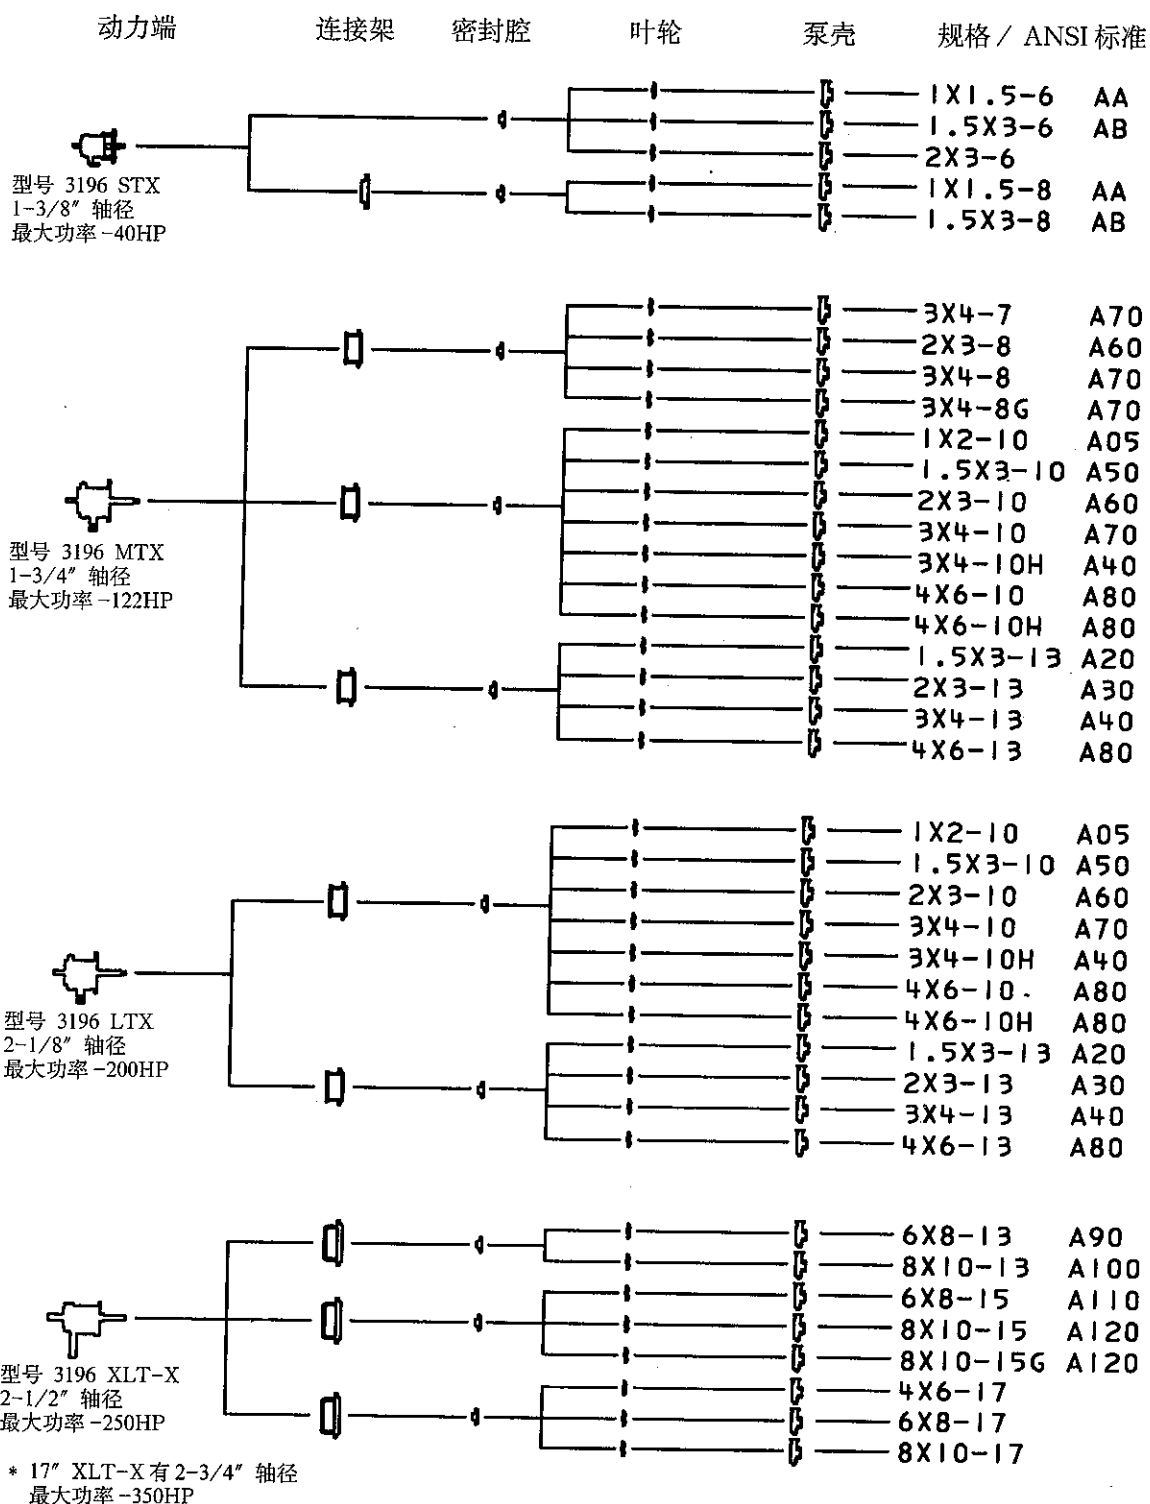 动力端 连接架 密封腔 叶轮 泵壳 规格 / ANSI 标准
1X1.5-6 AA
1.5X3-6 AB
2X3-6
1X1.5-8 AA
1.5X3-8 AB
型号 3196 STX
1-3/8" 轴径
最大功率-40HP
3X4-7 A70
2X3-8 A60
3X4-8 A70
3X4-8G A70
1X2-10 A05
1.5X3-10 A50
2X3-10 A60
3X4-10 A70
3X4-10H A40
4X6-10 A80
4X6-10H A80
1.5X3-13 A20
2X3-13 A30
3X4-13 A40
4X6-13 A80
型号 3196 MTX
1-3/4" 轴径
最大功率-122HP
1X2-10 A05
1.5X3-10 A50
2X3-10 A60
3X4-10 A70
3X4-10H A40
4X6-10 A80
4X6-10H A80
1.5X3-13 A20
2X3-13 A30
3X4-13 A40
4X6-13 A80
型号 3196 LTX
2-1/8" 轴径
最大功率-200HP
6X8-13 A90
8X10-13 A100
6X8-15 A110
8X10-15 A120
8X10-15G A120
4X6-17
6X8-17
8X10-17
型号 3196 XLT-X
2-1/2" 轴径
最大功率-250HP
* 17" XLT-X 有 2-3/4" 轴径
最大功率-350HP